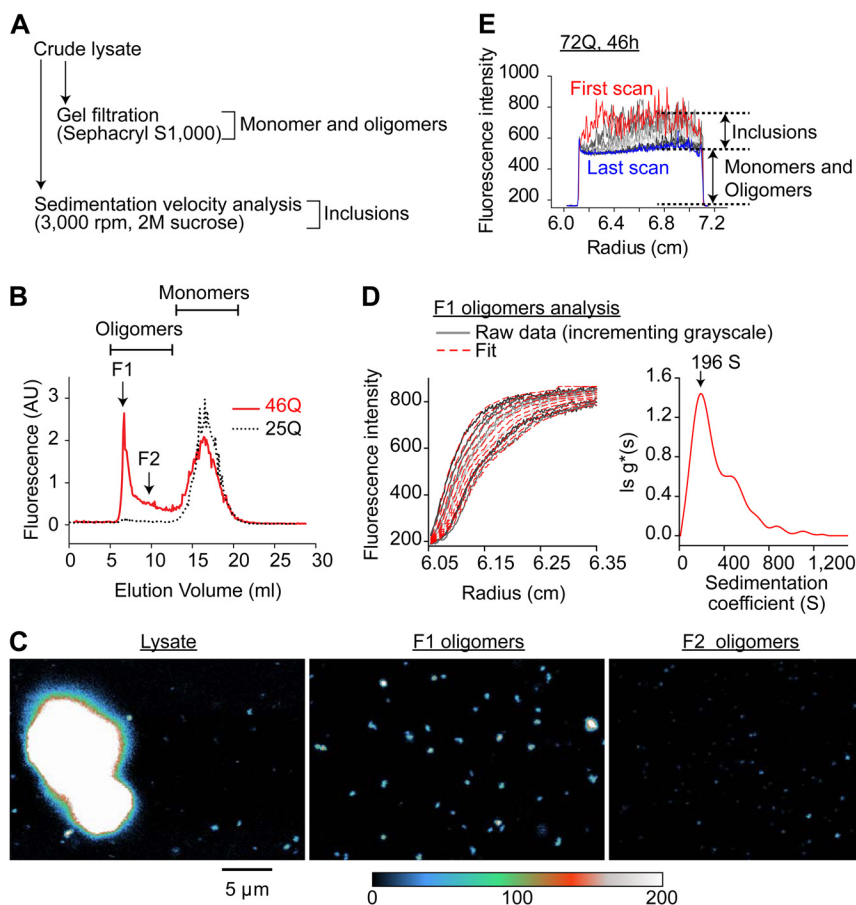 A
Crude lysate
Gel filtration
(Sephacryl S1,000)
Monomer and oligomers
Sedimentation velocity analysis
(3,000 rpm, 2M sucrose)
Inclusions
E
72Q, 46h
Fluorescence intensity
1000
800
600
400
200
First scan
Last scan
Inclusions
Monomers and
Oligomers
6.0 6.4 6.8 7.2
Radius (cm)
B
Monomers
Oligomers
F1
F2
46Q
25Q
Fluorescence (AU)
3
2
1
0
0 5 10 15 20 25 30
Elution Volume (ml)
D
F1 oligomers analysis
Raw data (incrementing grayscale)
Fit
Fluorescence intensity
800
600
400
200
6.05 6.15 6.25 6.35
Radius (cm)
196 S
ls g*(s)
1.6
1.2
0.8
0.4
0.0
0 400 800 1,200
Sedimentation
coefficient (S)
C
Lysate
F1 oligomers
F2 oligomers
5 µm
0 100 200